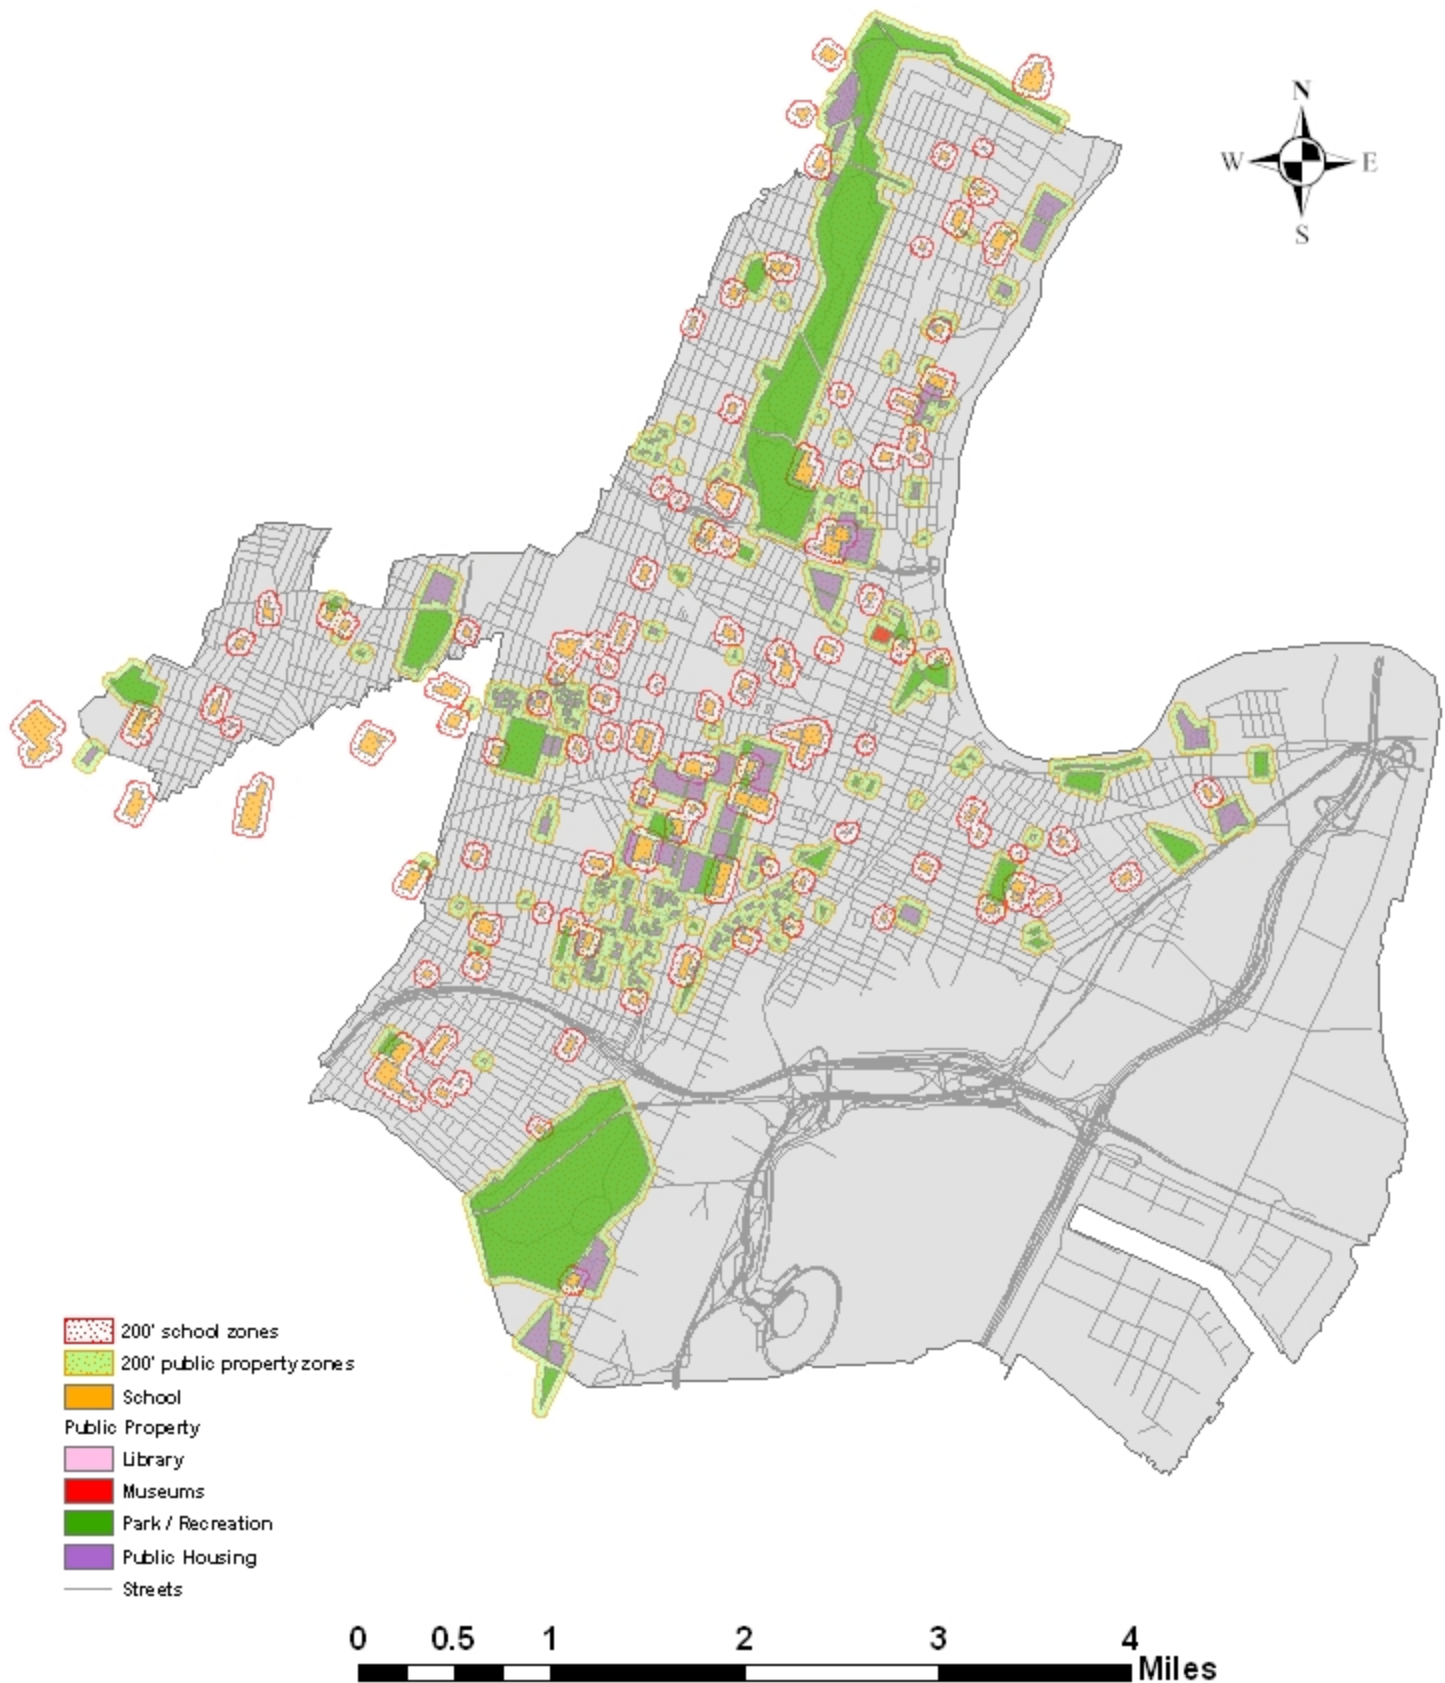 N
W E
S
200' school zones
200' public property zones
School
Public Property
Library
Museums
Park / Recreation
Public Housing
Streets
0 0.5 1 2 3 4
Miles